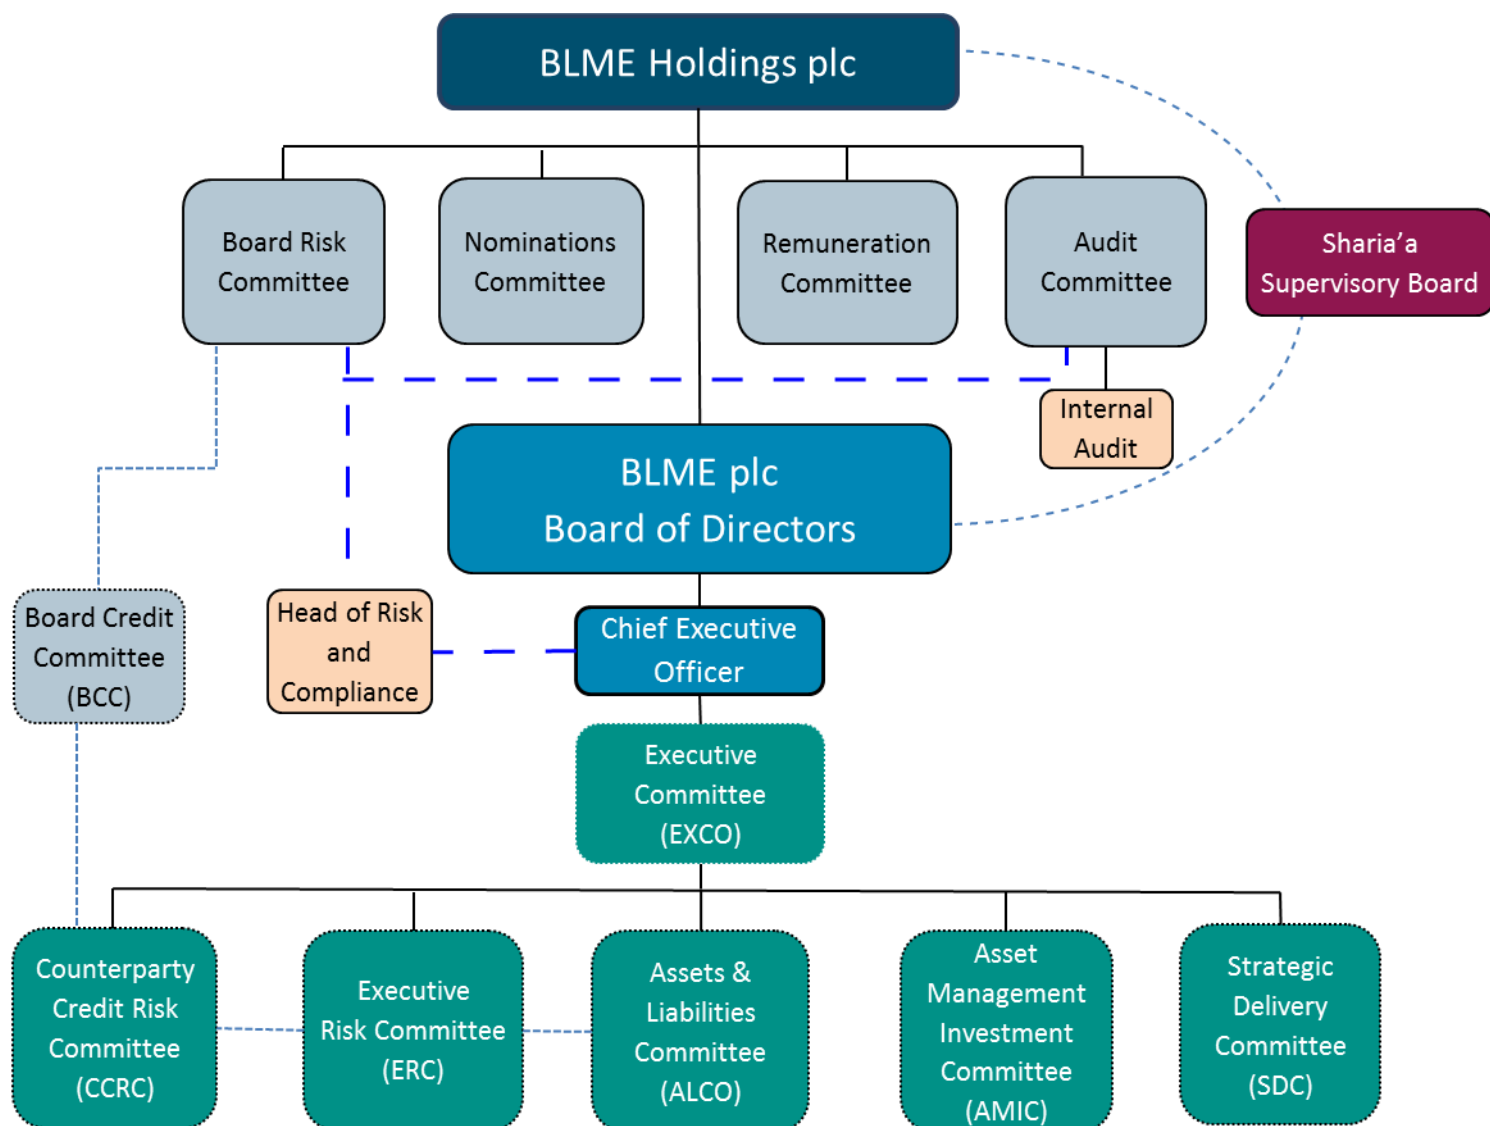 BLME Holdings plc
Board Risk
Committee
Nominations
Committee
Remuneration
Committee
Audit
Committee
Sharia’a
Supervisory Board
Internal
Audit
BLME plc
Board of Directors
Board Credit
Committee
(BCC)
Head of Risk
and
Compliance
Chief Executive
Officer
Executive
Committee
(EXCO)
Counterparty
Credit Risk
Committee
(CCRC)
Executive
Risk Committee
(ERC)
Assets &
Liabilities
Committee
(ALCO)
Asset
Management
Investment
Committee
(AMIC)
Strategic
Delivery
Committee
(SDC)